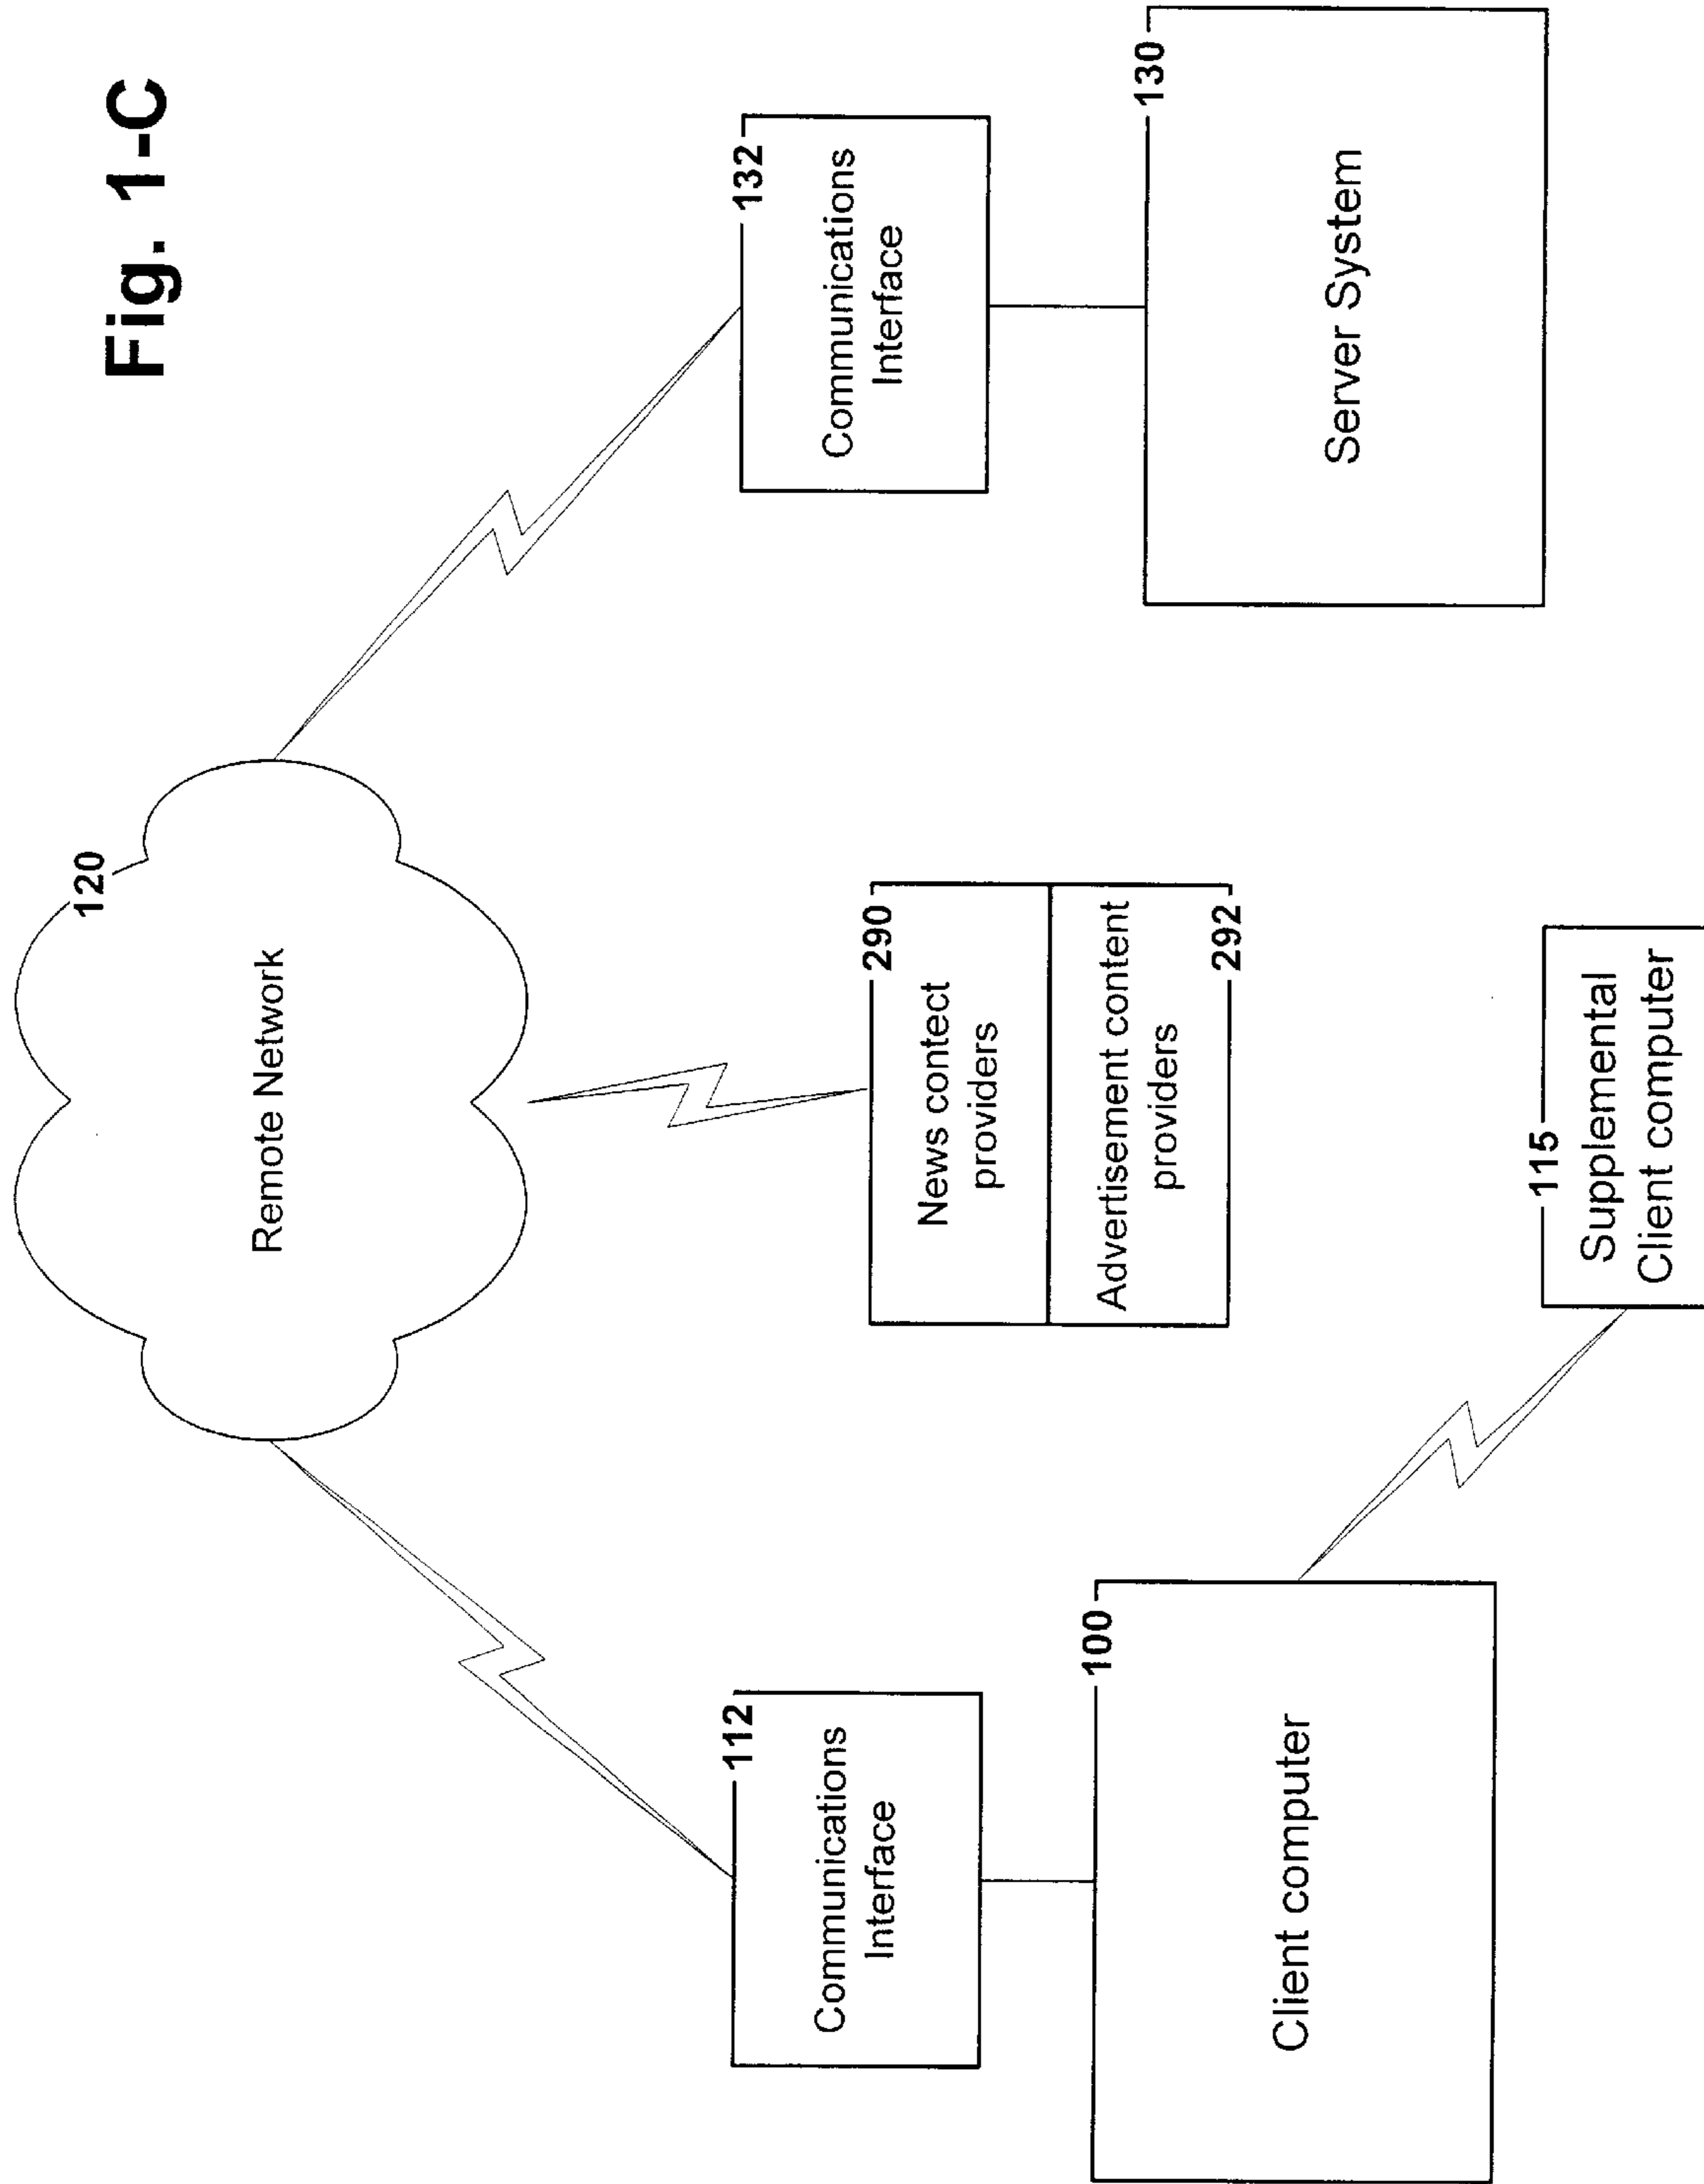 Fig. 1-C
120
Remote Network
112
Communications
Interface
290
News contect
providers
Advertisement content
providers
292
132
Communications
Interface
100
Client computer
115
Supplemental
Client computer
130
Server System